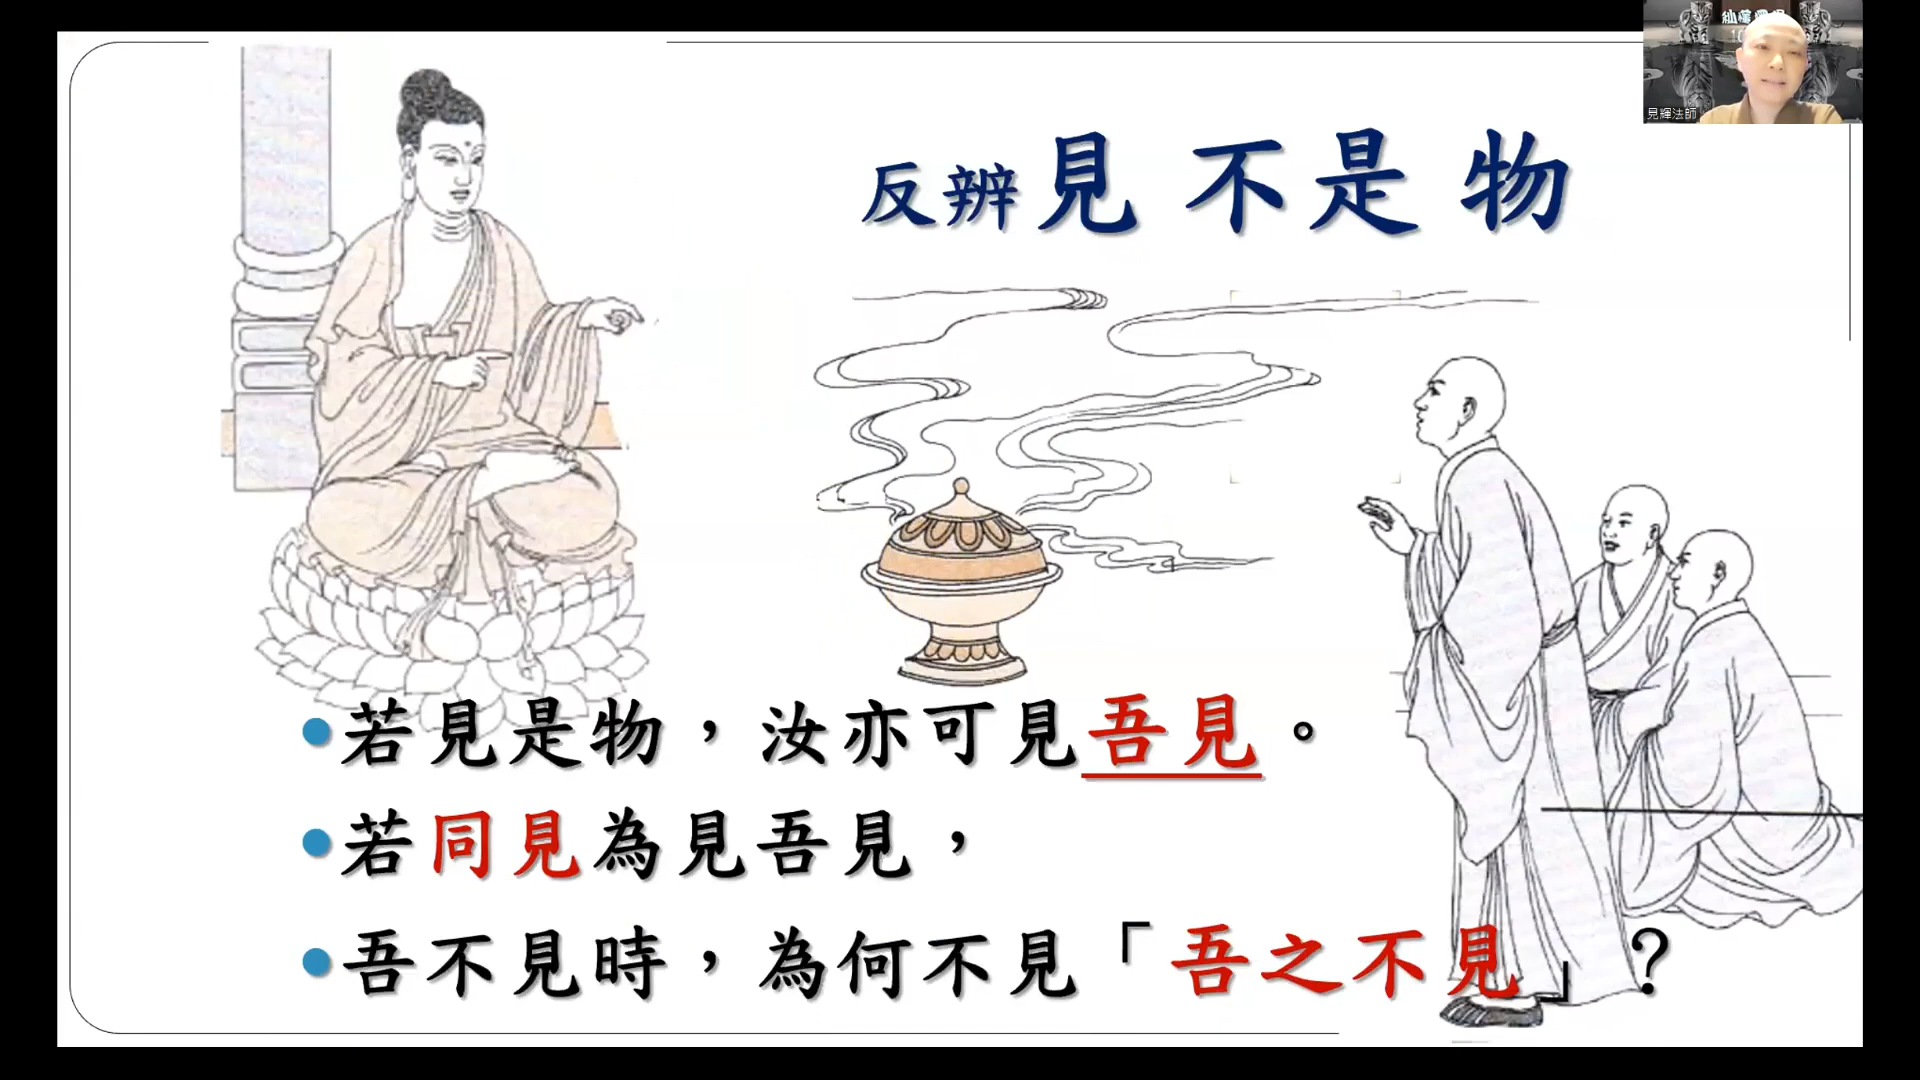 反辨見不是物
見輝法師
若見是物，汝亦可見吾見。
若同見為見吾見，
吾不見時，為何不見「吾之不見」？